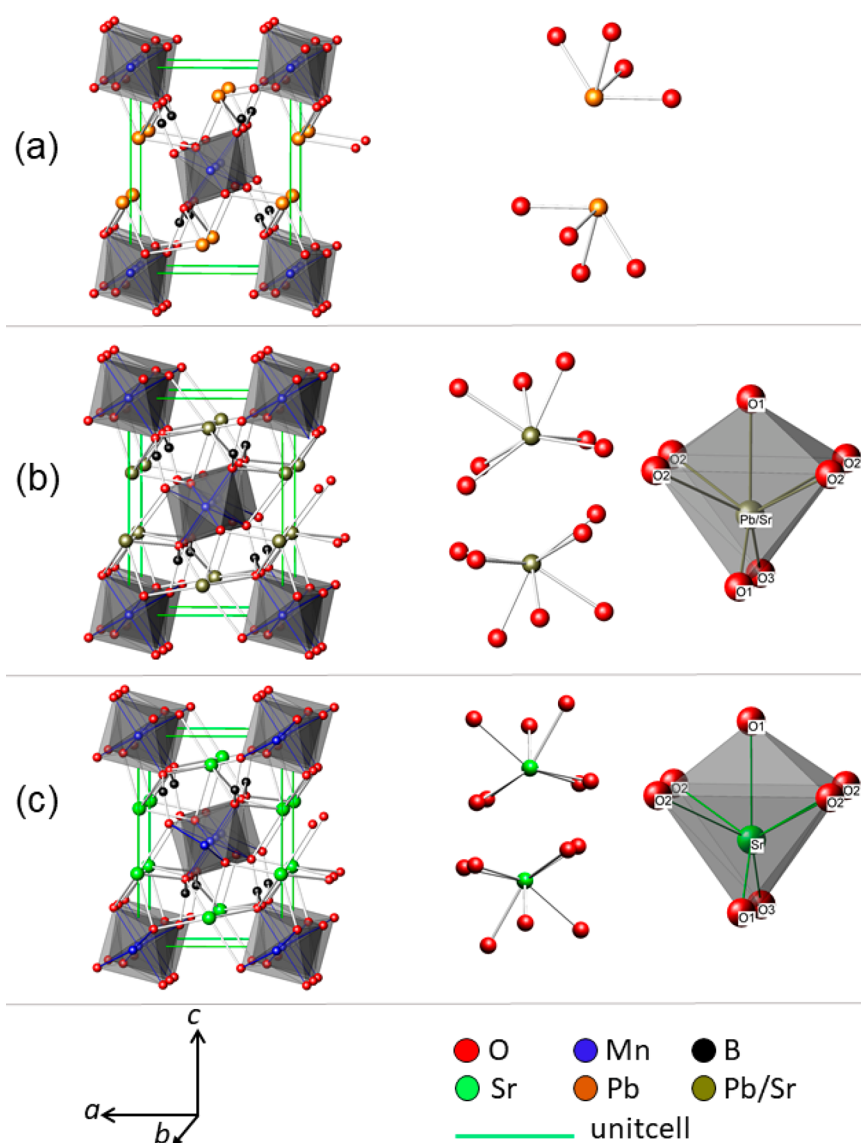 (a)
(b)
O1
O2
O2
O2
O2
Pb/Sr
O1
O3
(c)
O1
O2
O2
O2
O2
Sr
O1
O3
c
a
b
O Mn B
Sr Pb Pb/Sr
unitcell